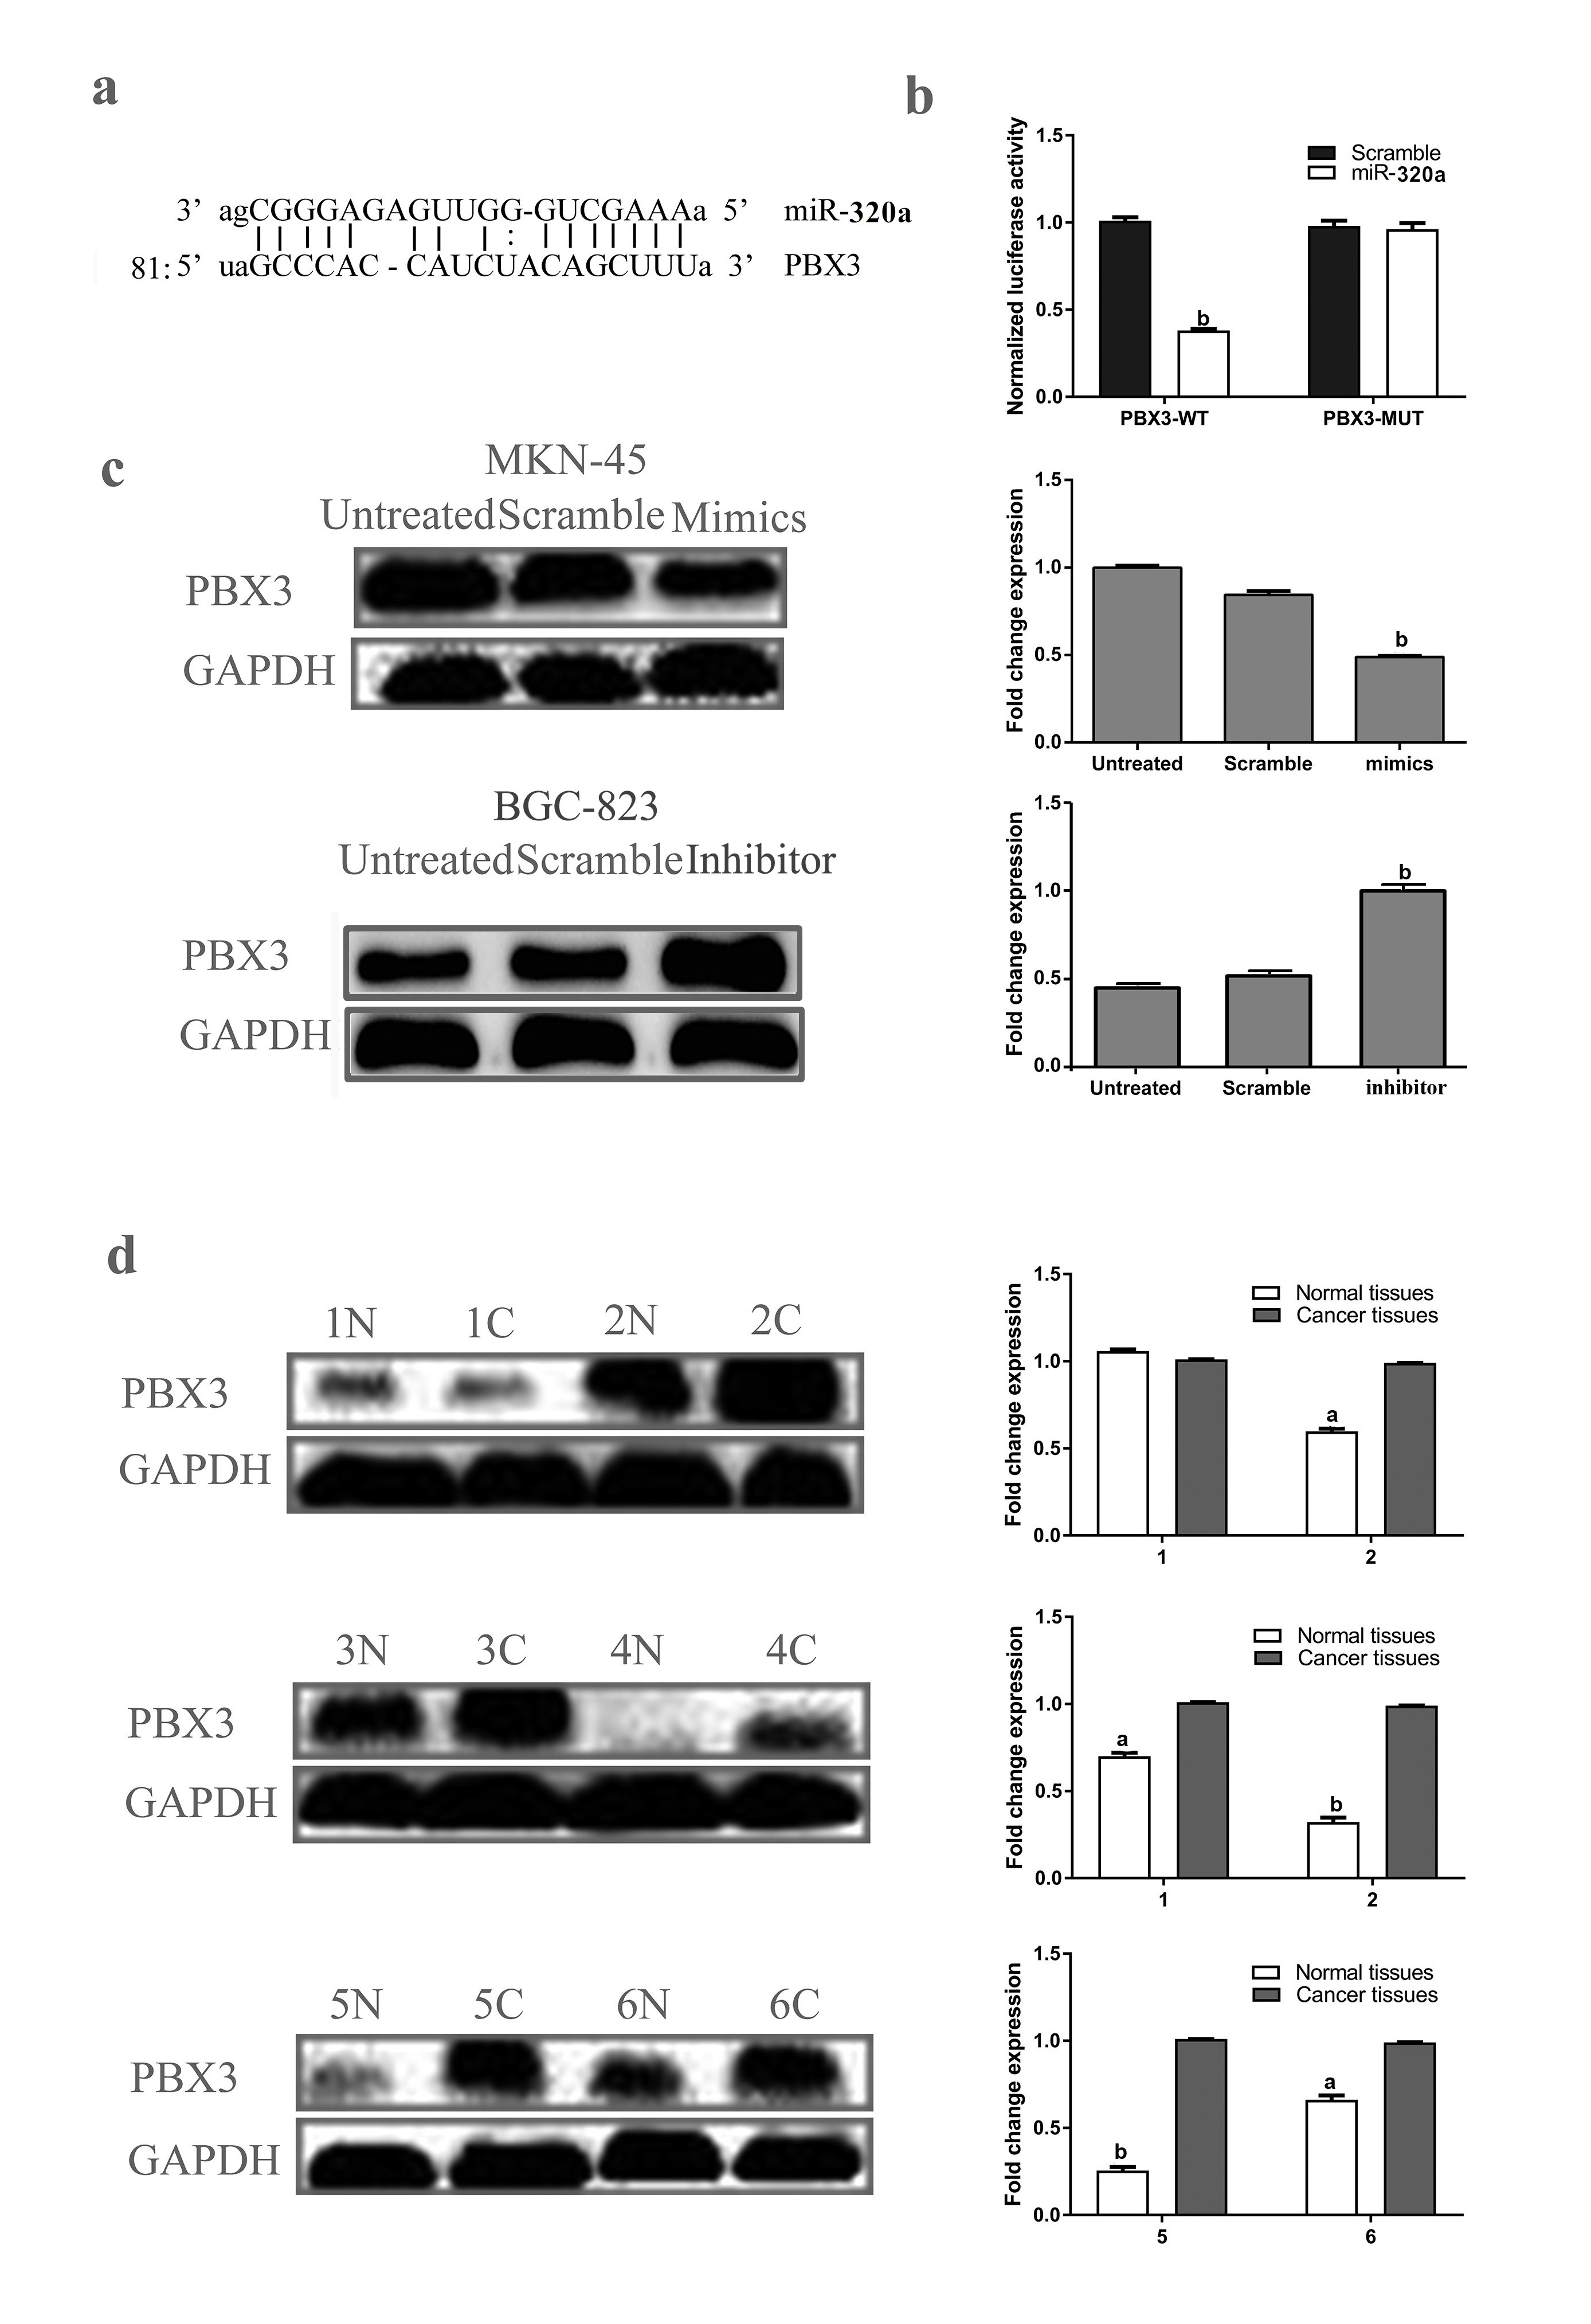 a
3’ agCGGGAGAGUUGG-GUCGAAAa 5’ miR-320a
81: 5’ uaGCCCAC - CAUCUACAGCUUUa 3’ PBX3
b
Normalized luciferase activity
1.5
1.0
0.5
0.0
Scramble
miR-320a
b
PBX3-WT PBX3-MUT
c
MKN-45
Untreated Scramble Mimics
PBX3
GAPDH
Fold change expression
1.5
1.0
0.5
0.0
b
Untreated Scramble mimics
BGC-823
Untreated Scramble Inhibitor
PBX3
GAPDH
Fold change expression
1.5
1.0
0.5
0.0
b
Untreated Scramble inhibitor
d
1N 1C 2N 2C
PBX3
GAPDH
Fold change expression
1.5
1.0
0.5
0.0
Normal tissues
Cancer tissues
a
1 2
3N 3C 4N 4C
PBX3
GAPDH
Fold change expression
1.5
1.0
0.5
0.0
Normal tissues
Cancer tissues
a
b
1 2
5N 5C 6N 6C
PBX3
GAPDH
Fold change expression
1.5
1.0
0.5
0.0
Normal tissues
Cancer tissues
b
a
5 6